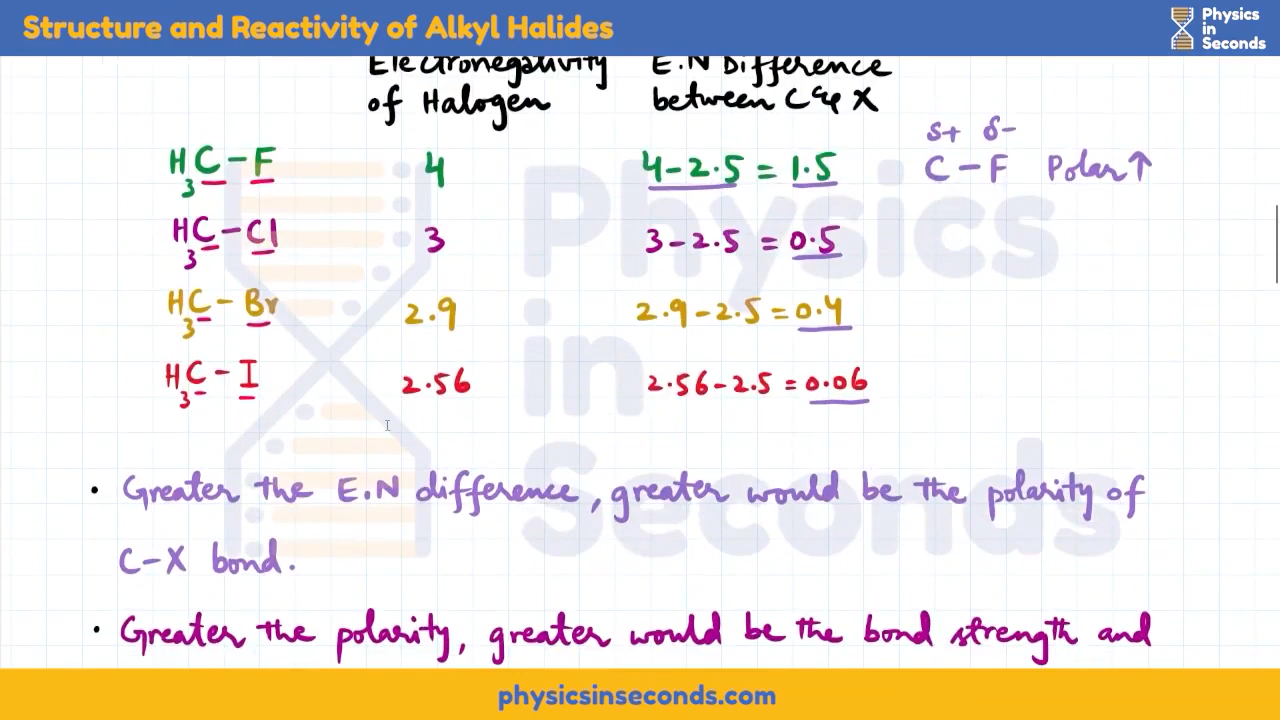 Structure and Reactivity of Alkyl Halides
Physics
in
Seconds
Electronegativity E.N Difference
of Halogen between C & X
δ+ δ-
H3C-F 4 4-2.5 = 1.5 C-F Polar↑
H3C-Cl 3 3-2.5 = 0.5
H3C-Br 2.9 2.9-2.5 = 0.4
H3C-I 2.56 2.56-2.5 = 0.06
Physics
in
Seconds
• Greater the E.N difference, greater would be the polarity of
C-X bond.
• Greater the polarity, greater would be the bond strength and
physicsinseconds.com